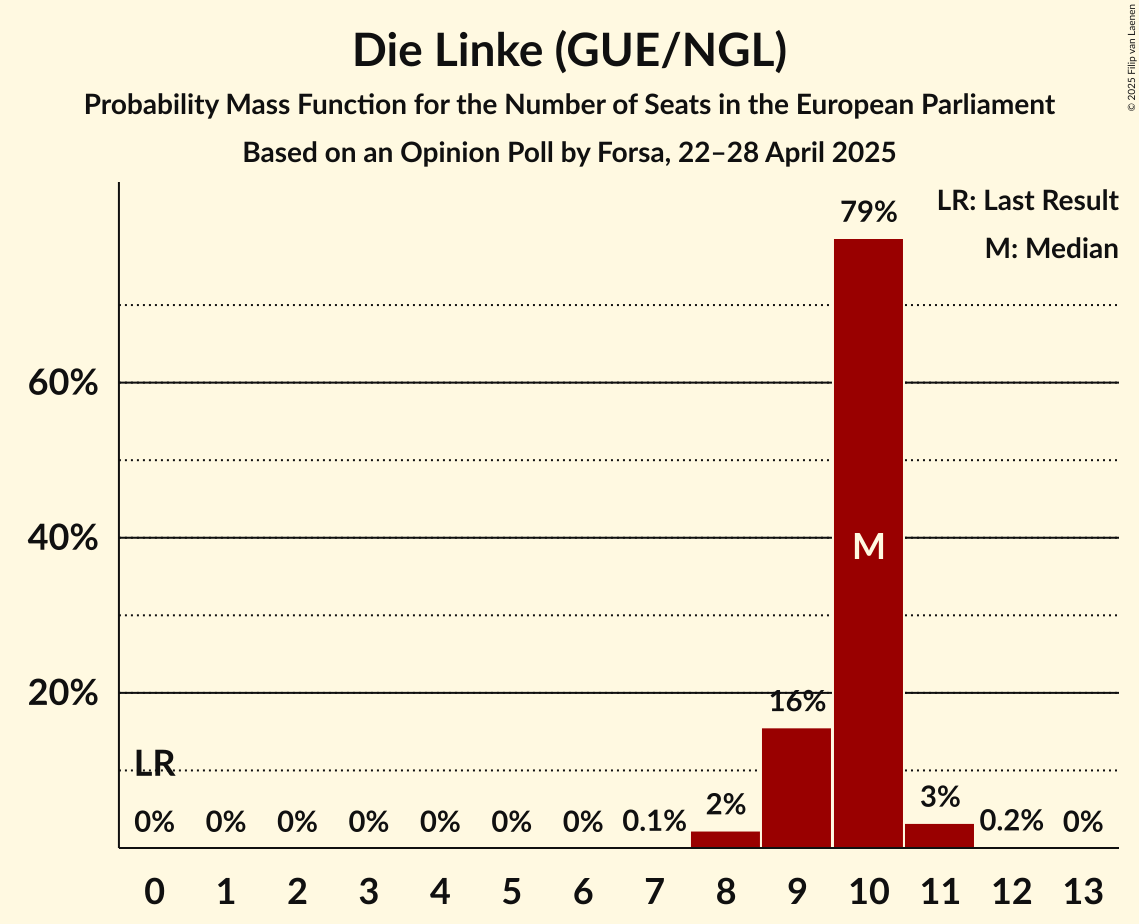 Die Linke (GUE/NGL)
Probability Mass Function for the Number of Seats in the European Parliament
Based on an Opinion Poll by Forsa, 22–28 April 2025
© 2025 Filip van Laenen
LR: Last Result
M: Median
79%
60%
40%
M
20%
16%
LR
0% 0% 0% 0% 0% 0% 0% 0.1% 2% 3% 0.2% 0%
0 1 2 3 4 5 6 7 8 9 10 11 12 13